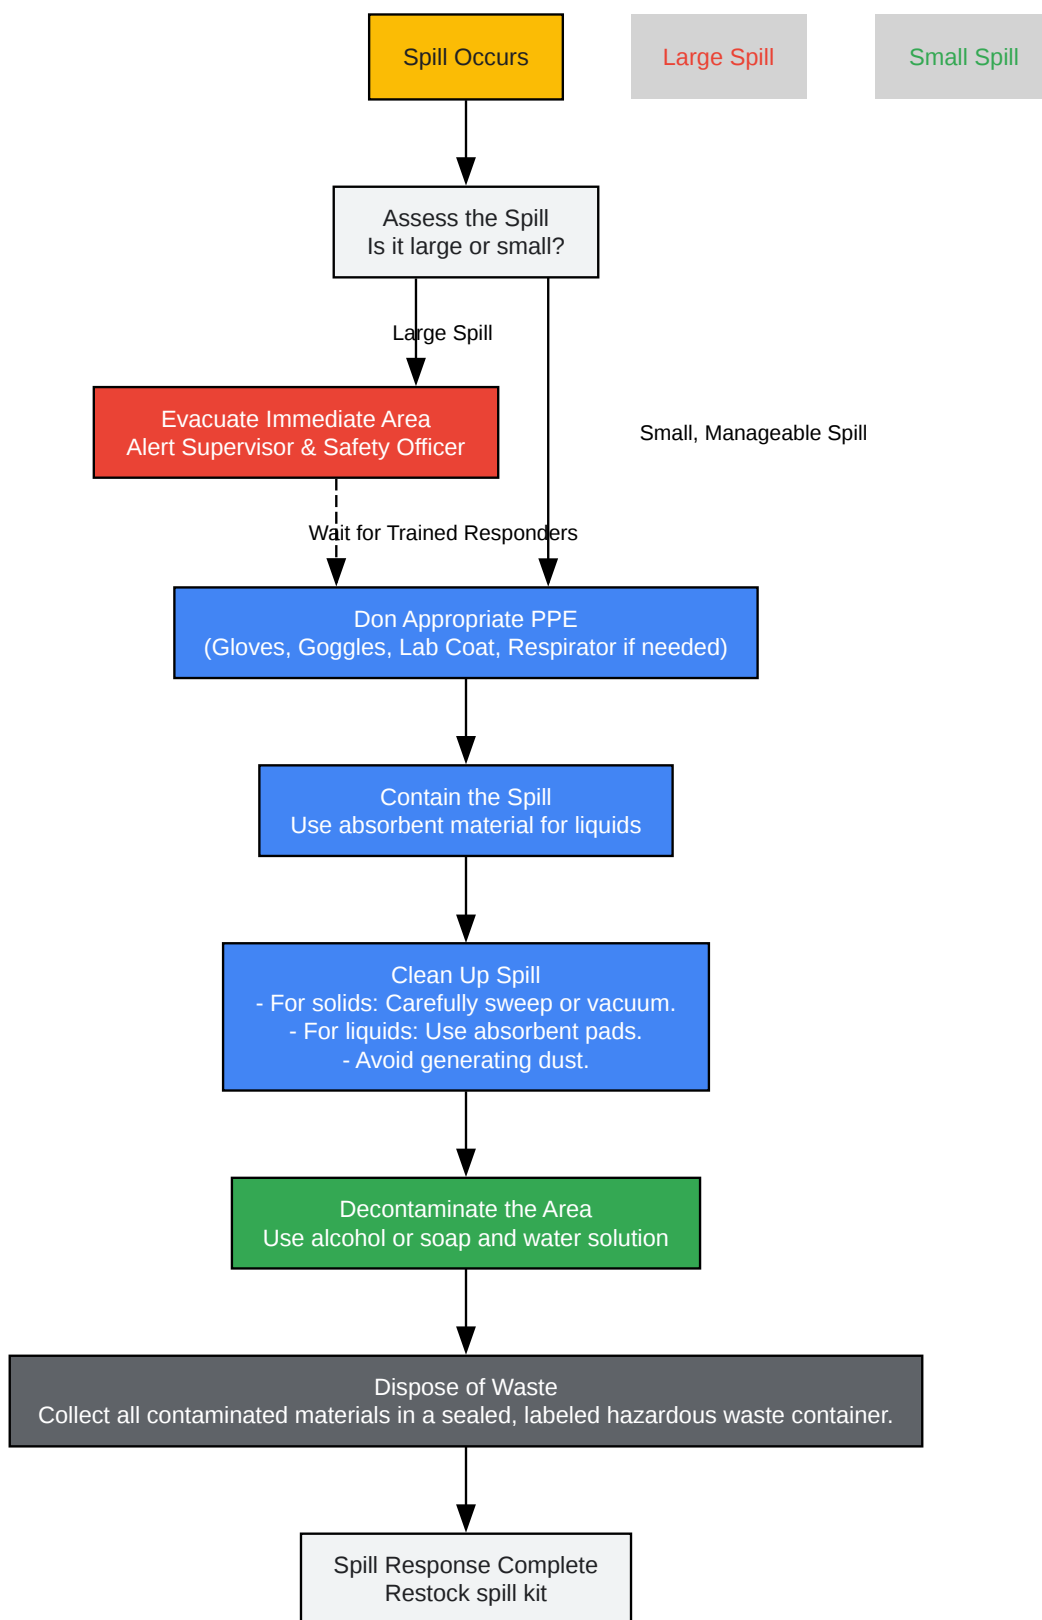 Spill Occurs
Large Spill
Small Spill
Assess the Spill
Is it large or small?
Large Spill
Evacuate Immediate Area
Alert Supervisor & Safety Officer
Small, Manageable Spill
Wait for Trained Responders
Don Appropriate PPE
(Gloves, Goggles, Lab Coat, Respirator if needed)
Contain the Spill
Use absorbent material for liquids
Clean Up Spill
- For solids: Carefully sweep or vacuum.
- For liquids: Use absorbent pads.
- Avoid generating dust.
Decontaminate the Area
Use alcohol or soap and water solution
Dispose of Waste
Collect all contaminated materials in a sealed, labeled hazardous waste container.
Spill Response Complete
Restock spill kit